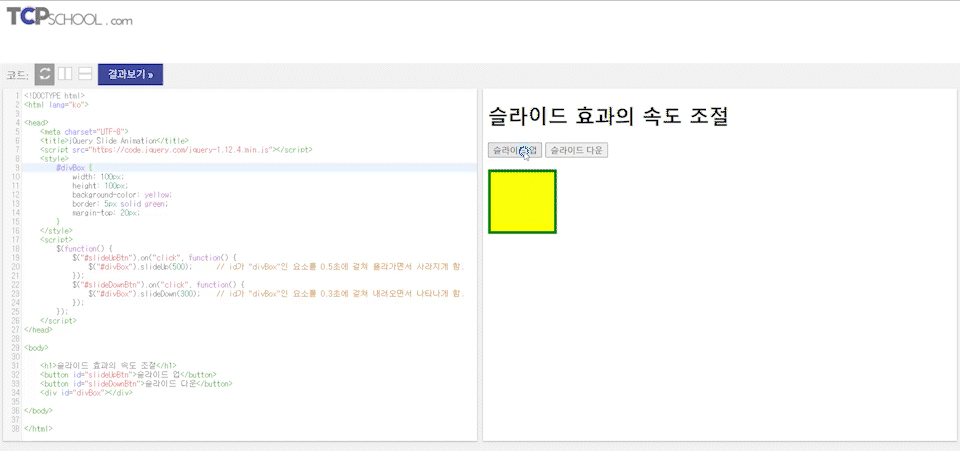 TCPSCHOOL.com
코드:
결과보기 »
1 <!DOCTYPE html>
2 <html lang="ko">
3
4 <head>
5 <meta charset="UTF-8">
6 <title>jQuery Slide Animation</title>
7 <script src="https://code.jquery.com/jquery-1.12.4.min.js"></script>
8 <style>
9 #divBox {
10 width: 100px;
11 height: 100px;
12 background-color: yellow;
13 border: 5px solid green;
14 margin-top: 20px;
15 }
16 </style>
17 <script>
18 $(function() {
19 $("#slideUpBtn").on("click", function() {
20 $("#divBox").slideUp(500); // id가 "divBox"인 요소를 0.5초에 걸쳐 올라가면서 사라지게 함.
21 });
22 $("#slideDownBtn").on("click", function() {
23 $("#divBox").slideDown(300); // id가 "divBox"인 요소를 0.3초에 걸쳐 내려오면서 나타나게 함.
24 });
25 });
26 </script>
27 </head>
28
29 <body>
30
31 <h1>슬라이드 효과의 속도 조절</h1>
32 <button id="slideUpBtn">슬라이드 업</button>
33 <button id="slideDownBtn">슬라이드 다운</button>
34 <div id="divBox"></div>
35
36 </body>
37
38 </html>
슬라이드 효과의 속도 조절
슬라이드 업 슬라이드 다운